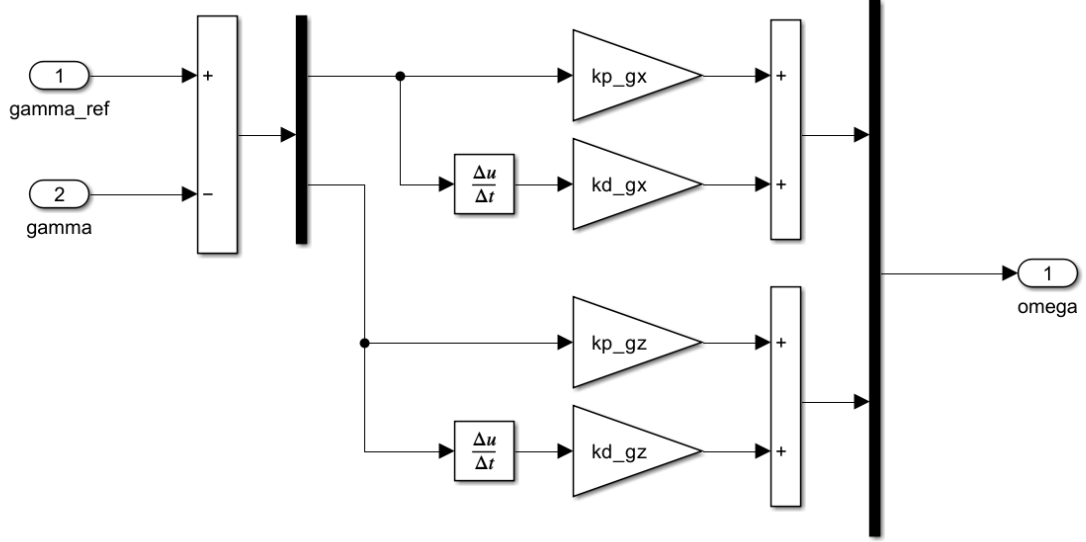 1
gamma_ref
2
gamma
+
−
Δu
Δt
kp_gx
kd_gx
+
+
Δu
Δt
kp_gz
kd_gz
+
+
1
omega